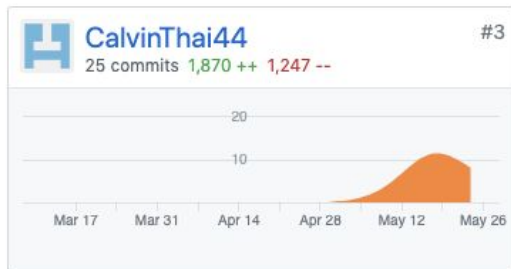 CalvinThai44 #3
25 commits 1,870 ++ 1,247 --
20
10
Mar 17 Mar 31 Apr 14 Apr 28 May 12 May 26